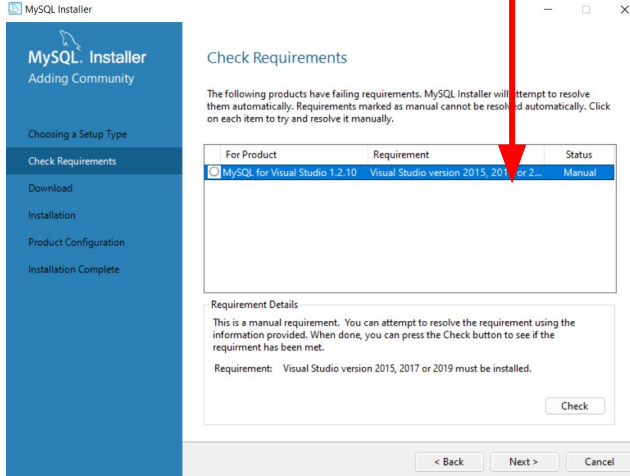 MySQL Installer
MySQL. Installer
Adding Community
Choosing a Setup Type
Check Requirements
Download
Installation
Product Configuration
Installation Complete
Check Requirements
The following products have failing requirements. MySQL Installer will attempt to resolve
them automatically. Requirements marked as manual cannot be resolved automatically. Click
on each item to try and resolve it manually.
For Product Requirement Status
MySQL for Visual Studio 1.2.10 Visual Studio version 2015, 2017 or 2... Manual
Requirement Details
This is a manual requirement. You can attempt to resolve the requirement using the
information provided. When done, you can press the Check button to see if the
requirment has been met.
Requirement: Visual Studio version 2015, 2017 or 2019 must be installed.
Check
< Back Next > Cancel